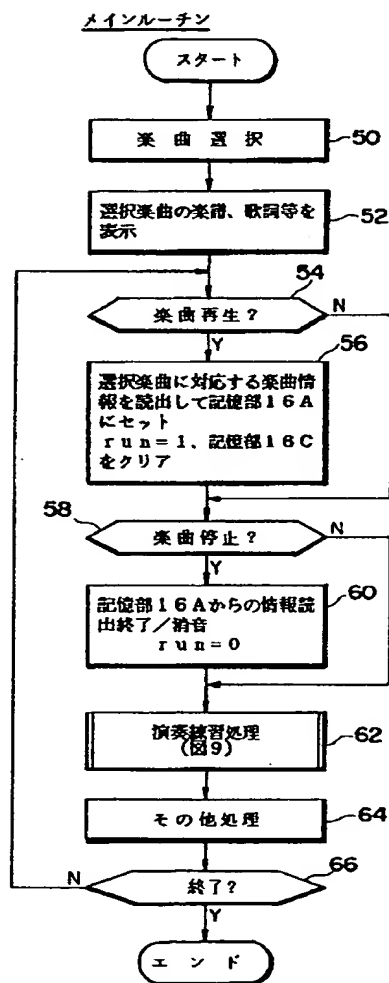 メインルーチン
スタート
楽曲選択
50
選択楽曲の楽譜、歌詞等を
表示
52
54
楽曲再生?
N
Y
56
選択楽曲に対応する楽曲情
報を読出して記憶部16A
にセット
run=1、記憶部16C
をクリア
58
楽曲停止?
N
Y
60
記憶部16Aからの情報読
出終了/消音
run=0
演奏練習処理
(図9)
62
その他処理
64
66
N
終了?
Y
エンド